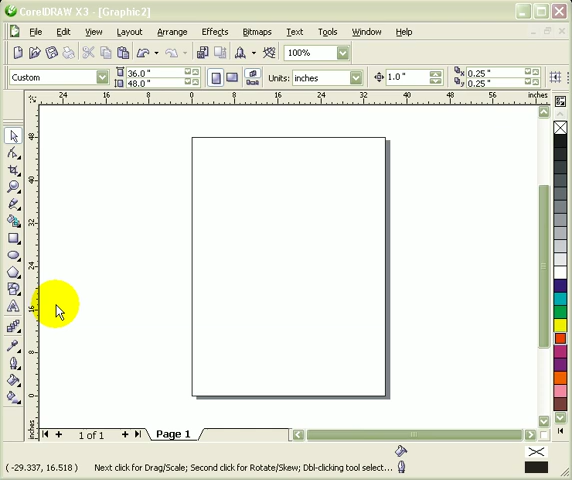 CorelDRAW X3 - [Graphic2]
File Edit View Layout Arrange Effects Bitmaps Text Tools Window Help
100%
Custom 36.0 " 48.0 " Units: inches 1.0 " 0.25 " 0.25 "
24 16 8 0 8 16 24 32 40 48 56 inches
48
40
32
24
16
8
0
inches
1 of 1 Page 1
( -29.337, 16.518 ) Next click for Drag/Scale; Second click for Rotate/Skew; Dbl-clicking tool select...